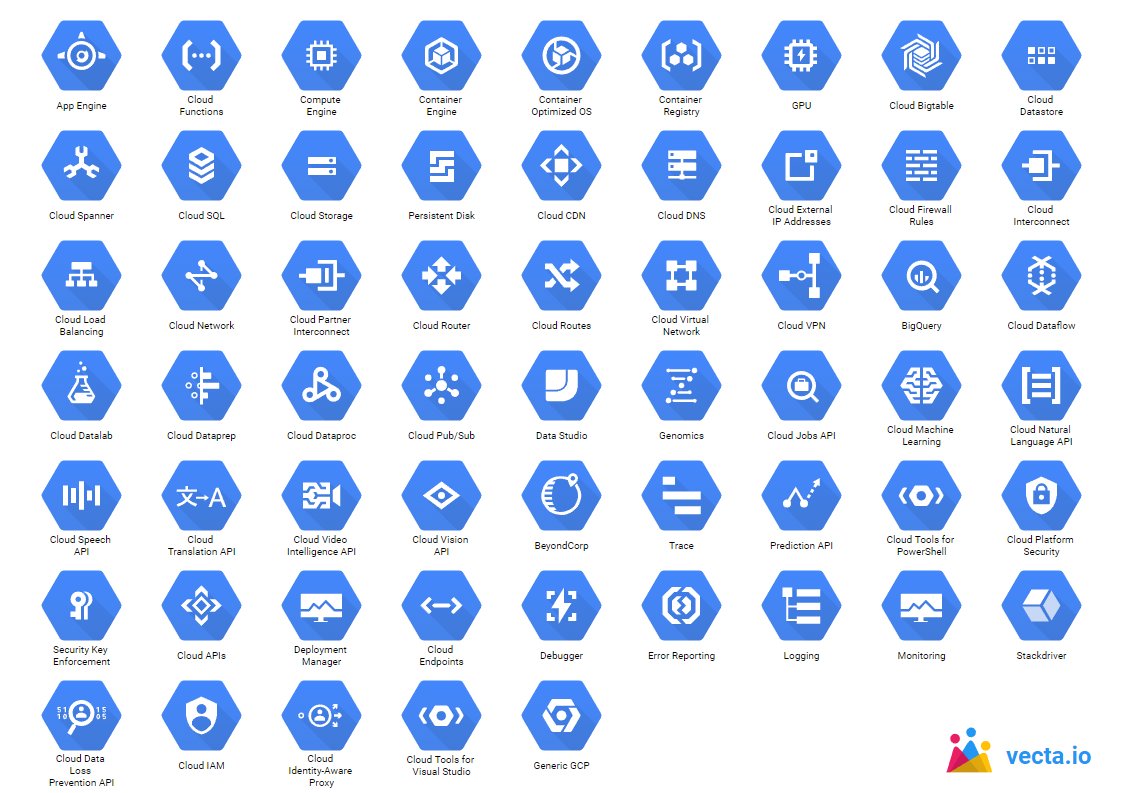 App Engine
Cloud
Functions
Compute
Engine
Container
Engine
Container
Optimized OS
Container
Registry
GPU
Cloud Bigtable
Cloud
Datastore
Cloud Spanner
Cloud SQL
Cloud Storage
Persistent Disk
Cloud CDN
Cloud DNS
Cloud External
IP Addresses
Cloud Firewall
Rules
Cloud
Interconnect
Cloud Load
Balancing
Cloud Network
Cloud Partner
Interconnect
Cloud Router
Cloud Routes
Cloud Virtual
Network
Cloud VPN
BigQuery
Cloud Dataflow
Cloud Datalab
Cloud Dataprep
Cloud Dataproc
Cloud Pub/Sub
Data Studio
Genomics
Cloud Jobs API
Cloud Machine
Learning
Cloud Natural
Language API
文→A
Cloud Speech
API
Cloud
Translation API
Cloud Video
Intelligence API
Cloud Vision
API
BeyondCorp
Trace
Prediction API
Cloud Tools for
PowerShell
Cloud Platform
Security
Security Key
Enforcement
Cloud APIs
Deployment
Manager
Cloud
Endpoints
Debugger
Error Reporting
Logging
Monitoring
Stackdriver
51 15
10 05
Cloud Data
Loss
Prevention API
Cloud IAM
Cloud
Identity-Aware
Proxy
Cloud Tools for
Visual Studio
Generic GCP
vecta.io